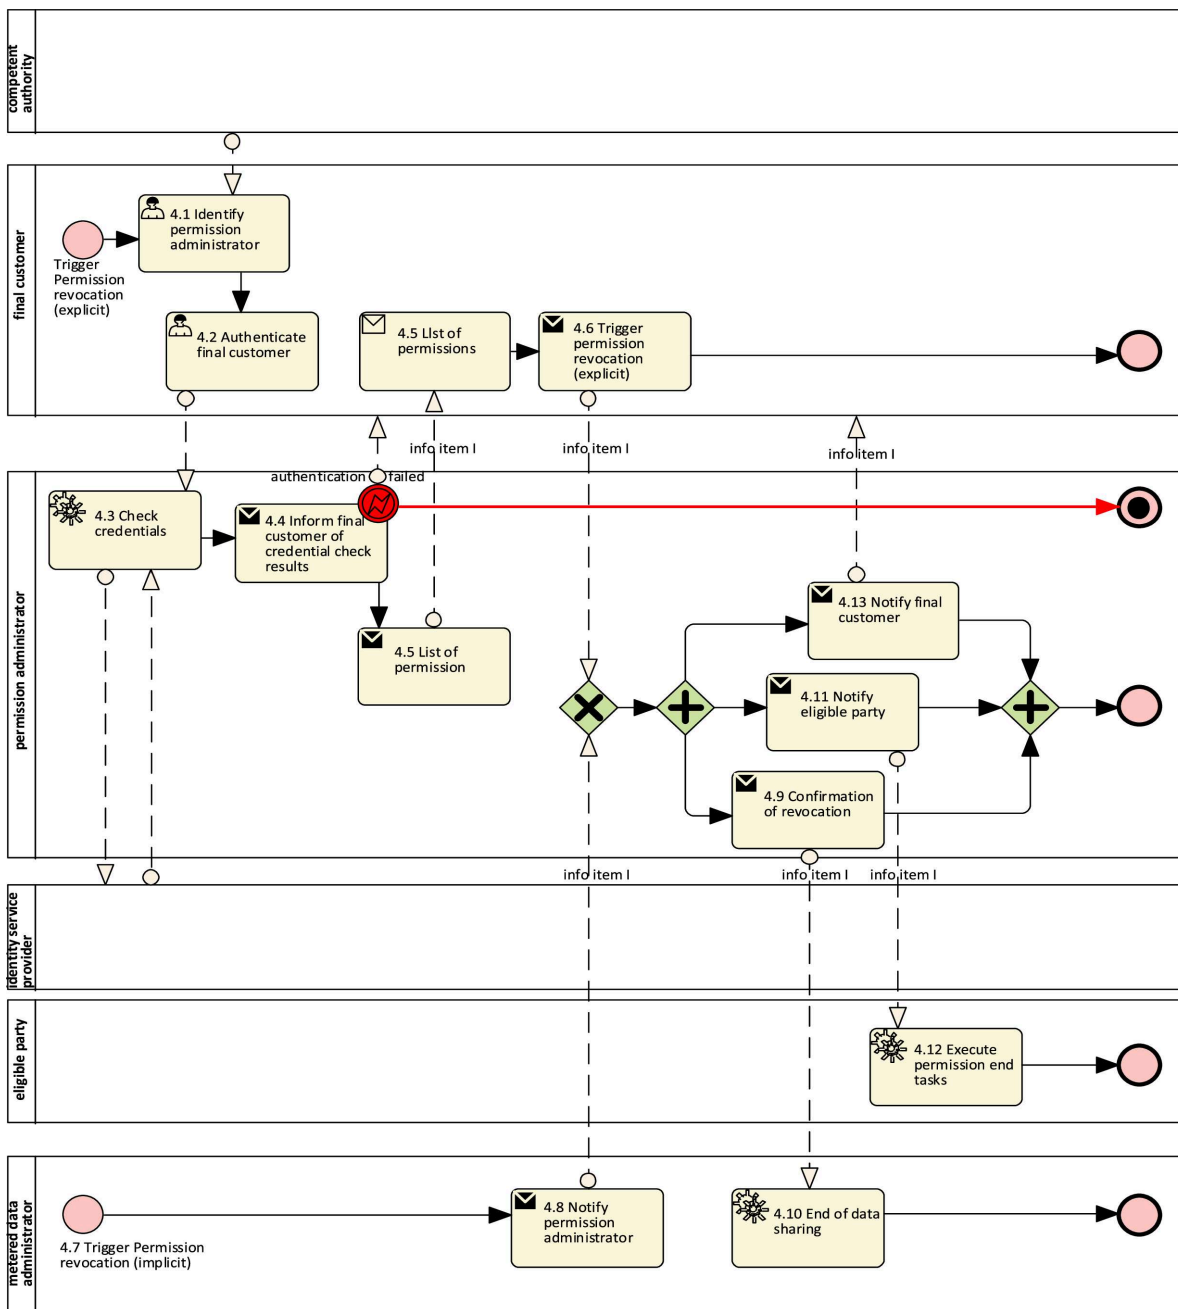 competent
authority
final customer
4.1 Identify
permission
administrator
Trigger
Permission
revocation
(explicit)
4.2 Authenticate
final customer
4.5 LIst of
permissions
4.6 Trigger
permission
revocation
(explicit)
info item I
info item I
info item I
permission administrator
authentication failed
4.3 Check
credentials
4.4 Inform final
customer of
credential check
results
4.5 List of
permission
4.13 Notify final
customer
4.11 Notify
eligible party
4.9 Confirmation
of revocation
info item I
info item I
info item I
identity service
provider
eligible party
4.12 Execute
permission end
tasks
metered data
administrator
4.7 Trigger Permission
revocation (implicit)
4.8 Notify
permission
administrator
4.10 End of data
sharing